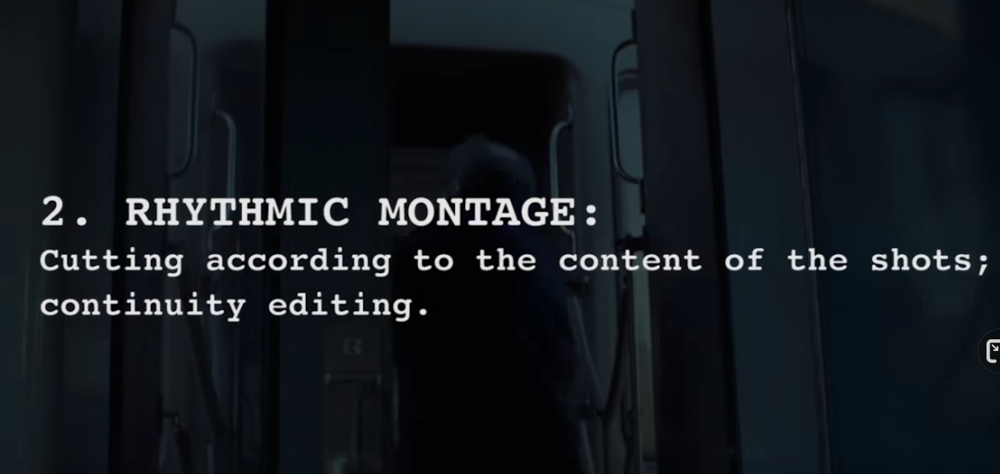 2. RHYTHMIC MONTAGE:
Cutting according to the content of the shots;
continuity editing.